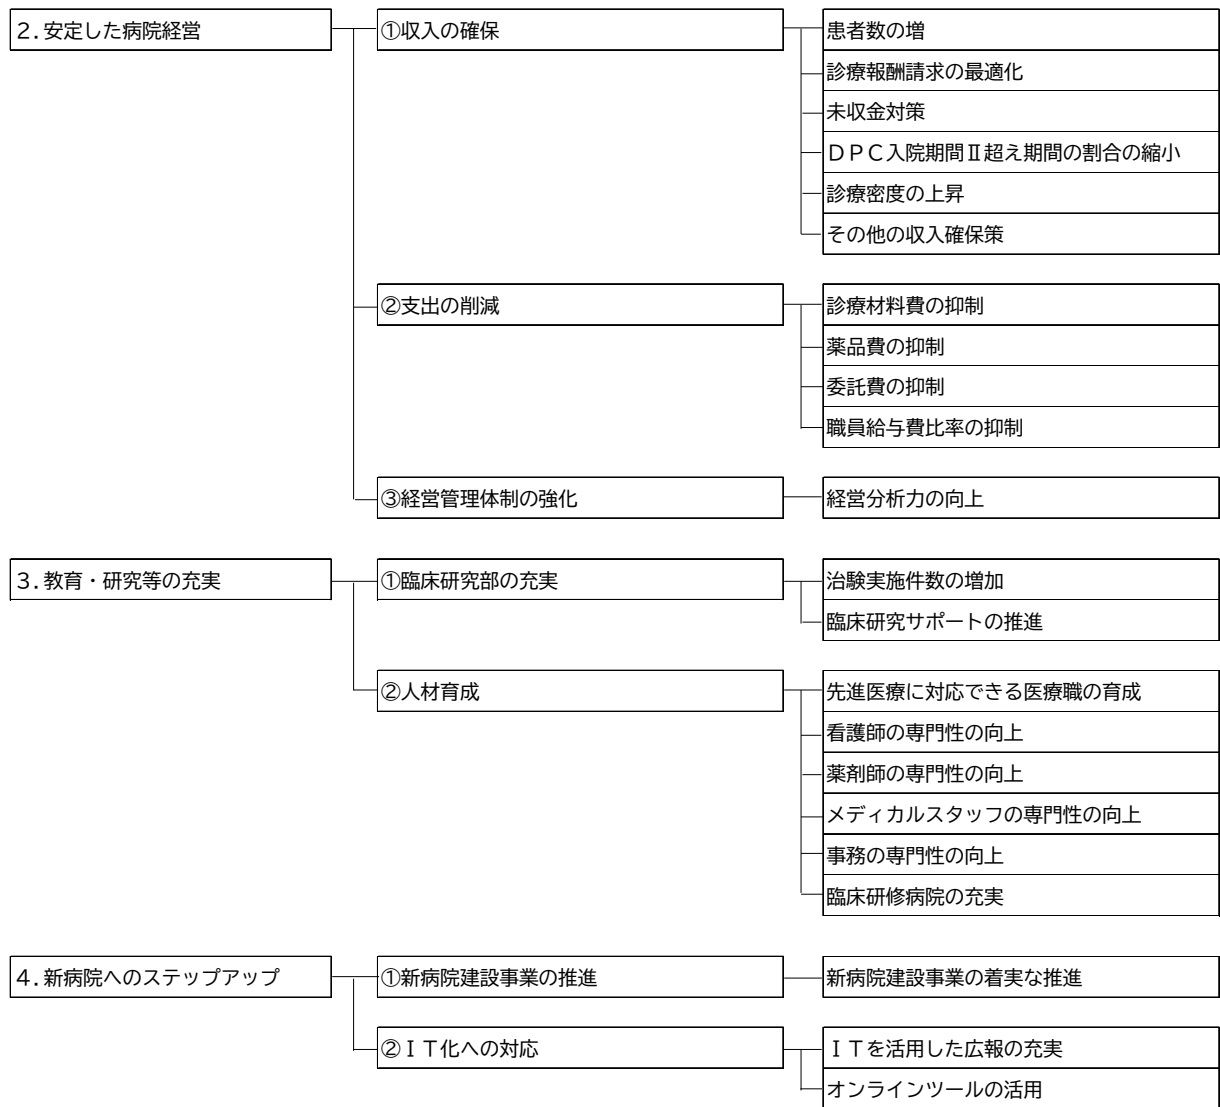 ２．安定した病院経営
①収入の確保
患者数の増
診療報酬請求の最適化
未収金対策
ＤＰＣ入院期間Ⅱ超え期間の割合の縮小
診療密度の上昇
その他の収入確保策
②支出の削減
診療材料費の抑制
薬品費の抑制
委託費の抑制
職員給与費比率の抑制
③経営管理体制の強化
経営分析力の向上
３．教育・研究等の充実
①臨床研究部の充実
治験実施件数の増加
臨床研究サポートの推進
②人材育成
先進医療に対応できる医療職の育成
看護師の専門性の向上
薬剤師の専門性の向上
メディカルスタッフの専門性の向上
事務の専門性の向上
臨床研修病院の充実
４．新病院へのステップアップ
①新病院建設事業の推進
新病院建設事業の着実な推進
②ＩＴ化への対応
ＩＴを活用した広報の充実
オンラインツールの活用